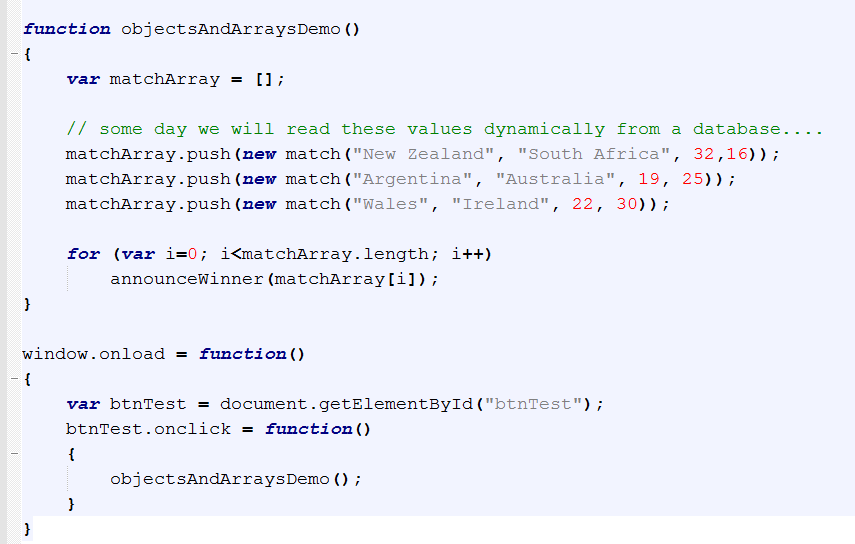 function objectsAndArraysDemo()
{
    var matchArray = [];

    // some day we will read these values dynamically from a database....
    matchArray.push(new match("New Zealand", "South Africa", 32,16));
    matchArray.push(new match("Argentina", "Australia", 19, 25));
    matchArray.push(new match("Wales", "Ireland", 22, 30));

    for (var i=0; i<matchArray.length; i++)
        announceWinner(matchArray[i]);
}

window.onload = function()
{
    var btnTest = document.getElementById("btnTest");
    btnTest.onclick = function()
    {
        objectsAndArraysDemo();
    }
}